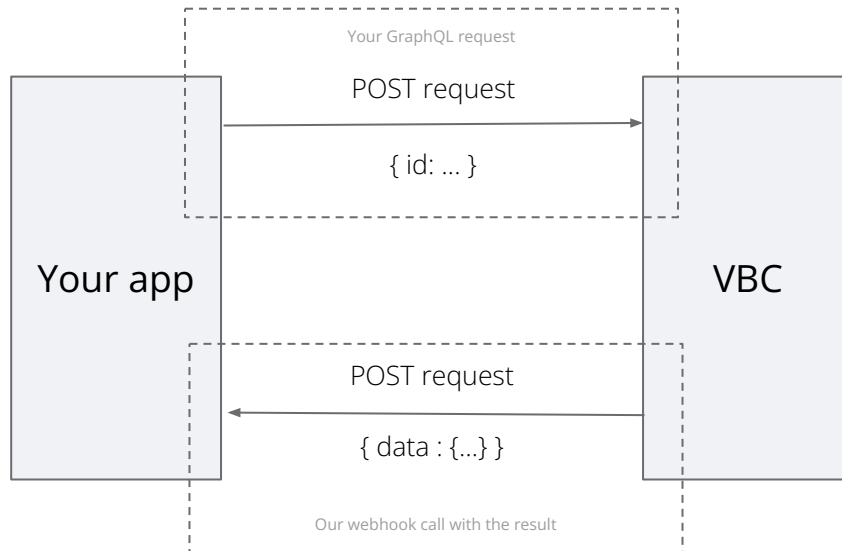 Your GraphQL request
POST request
{ id: ... }
Your app
VBC
POST request
{ data : {...} }
Our webhook call with the result